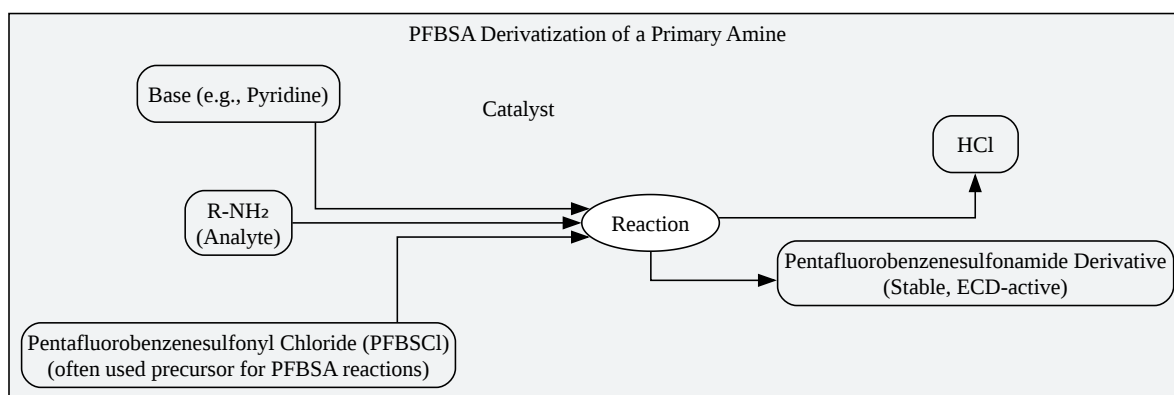 PFBSA Derivatization of a Primary Amine
Base (e.g., Pyridine)
Catalyst
HCl
R-NH₂
(Analyte)
Reaction
Pentafluorobenzenesulfonamide Derivative
(Stable, ECD-active)
Pentafluorobenzenesulfonyl Chloride (PFBSCl)
(often used precursor for PFBSA reactions)